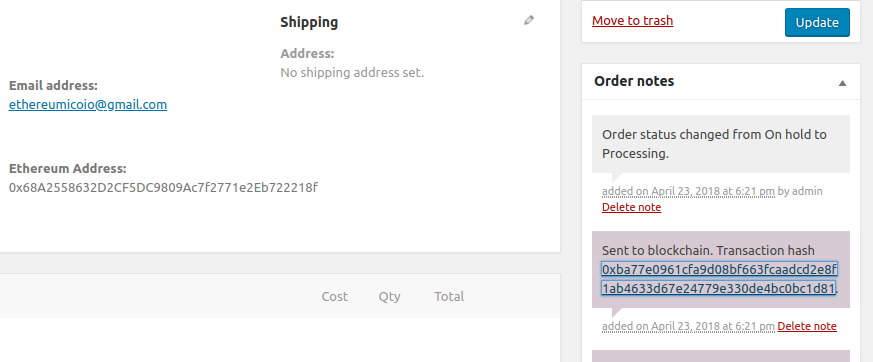 Shipping
Address:
No shipping address set.
Email address:
ethereumicoio@gmail.com
Ethereum Address:
0x68A2558632D2CF5DC9809Ac7f2771e2Eb722218f
Cost Qty Total
Move to trash
Update
Order notes
Order status changed from On hold to
Processing.
added on April 23, 2018 at 6:21 pm by admin
Delete note
Sent to blockchain. Transaction hash
0xba77e0961cfa9d08bf663fcaadcd2e8f
1ab4633d67e24779e330de4bc0bc1d81.
added on April 23, 2018 at 6:21 pm Delete note